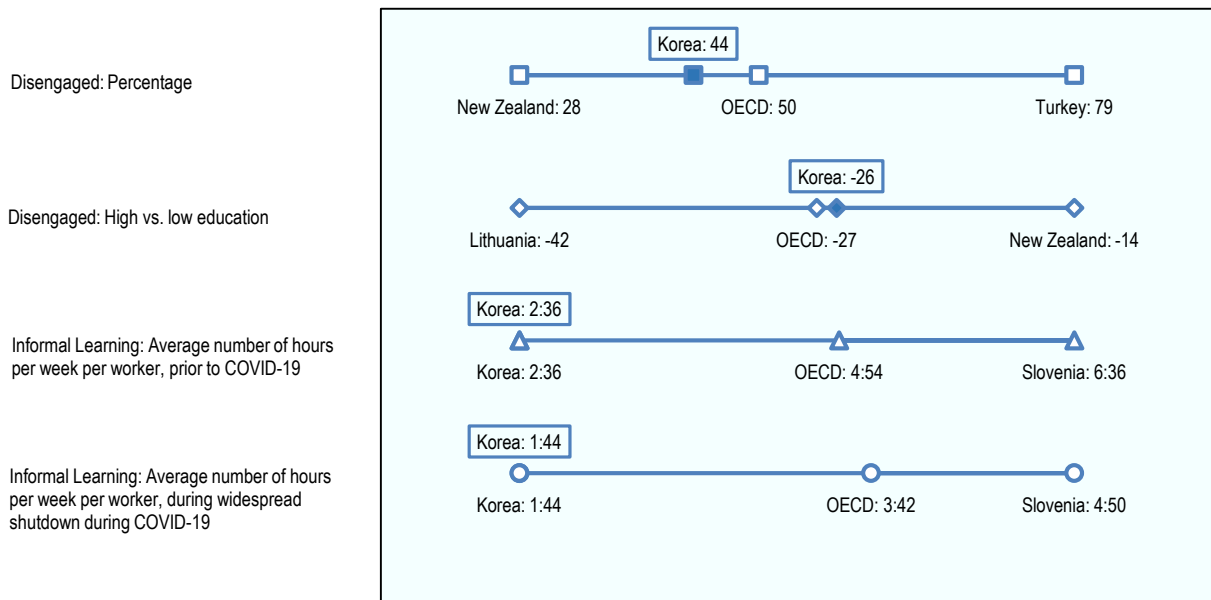 Korea: 44
Disengaged: Percentage
New Zealand: 28
OECD: 50
Turkey: 79
Korea: -26
Disengaged: High vs. low education
Lithuania: -42
OECD: -27
New Zealand: -14
Korea: 2:36
Informal Learning: Average number of hours
per week per worker, prior to COVID-19
Korea: 2:36
OECD: 4:54
Slovenia: 6:36
Korea: 1:44
Informal Learning: Average number of hours
per week per worker, during widespread
shutdown during COVID-19
Korea: 1:44
OECD: 3:42
Slovenia: 4:50